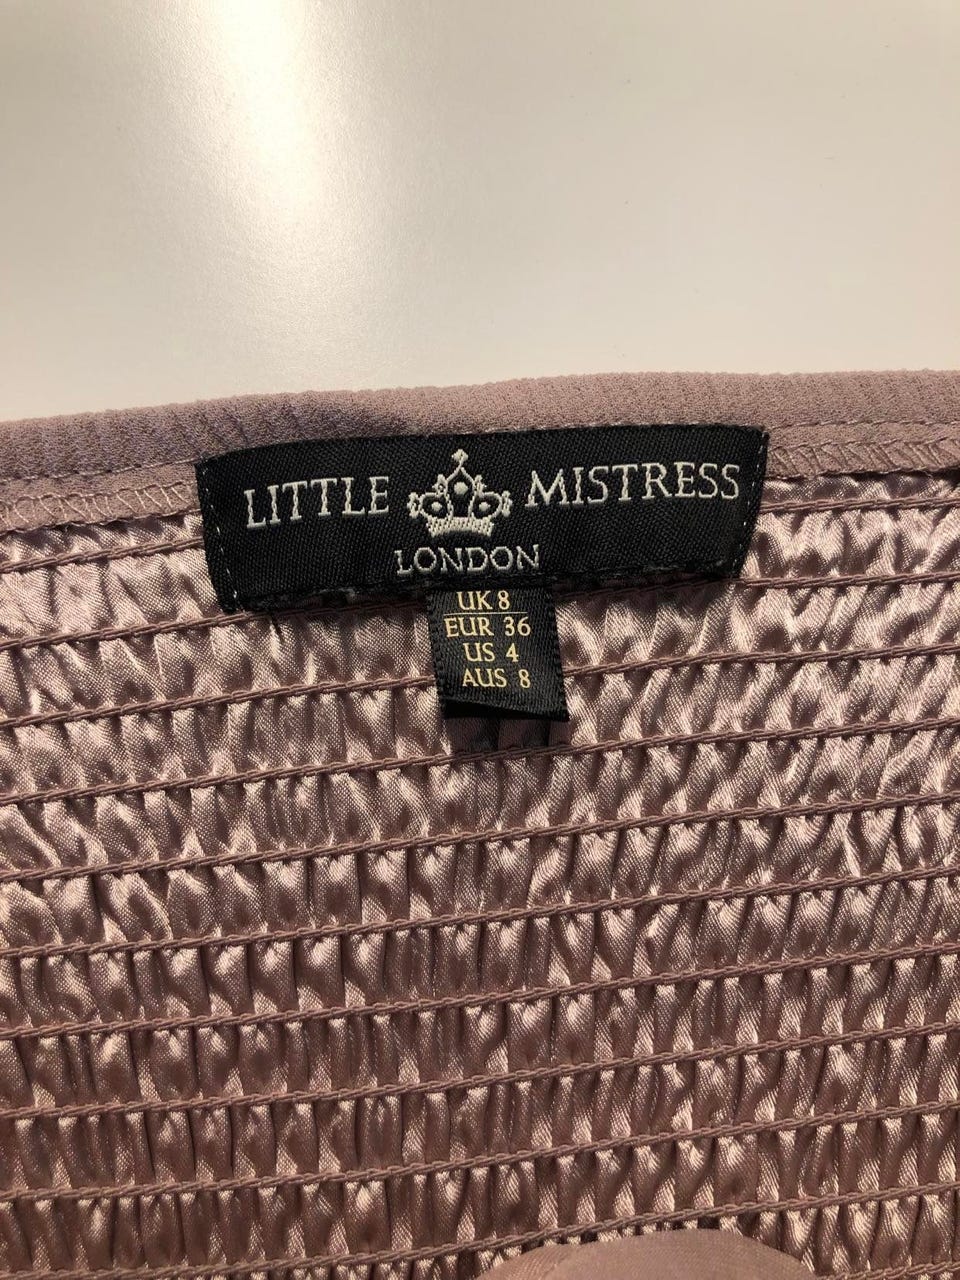 LITTLE MISTRESS
LONDON
UK 8
EUR 36
US 4
AUS 8